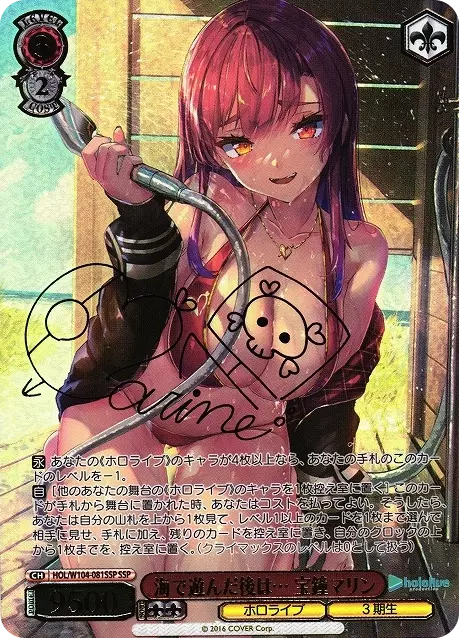 LEVEL
2
COST
Marine
永 あなたの《ホロライブ》のキャラが4枚以上なら、あなたの手札のこのカー
ドのレベルを－1。
自 [他のあなたの舞台の《ホロライブ》のキャラを1枚控え室に置く] このカー
ドが手札から舞台に置かれた時、あなたはコストを払ってよい。そうしたら、
あなたは自分の山札を上から1枚見て、レベル1以上のカードを1枚まで選んで
相手に見せ、手札に加え、残りのカードを控え室に置き、自分のクロックの上
から1枚までを、控え室に置く。（クライマックスのレベルは0として扱う）
CH HOL/W104-081SSP SSP
POWER
海で遊んだ後は… 宝鐘マリン
hololive
production
ホロライブ
3期生
© 2016 COVER Corp.